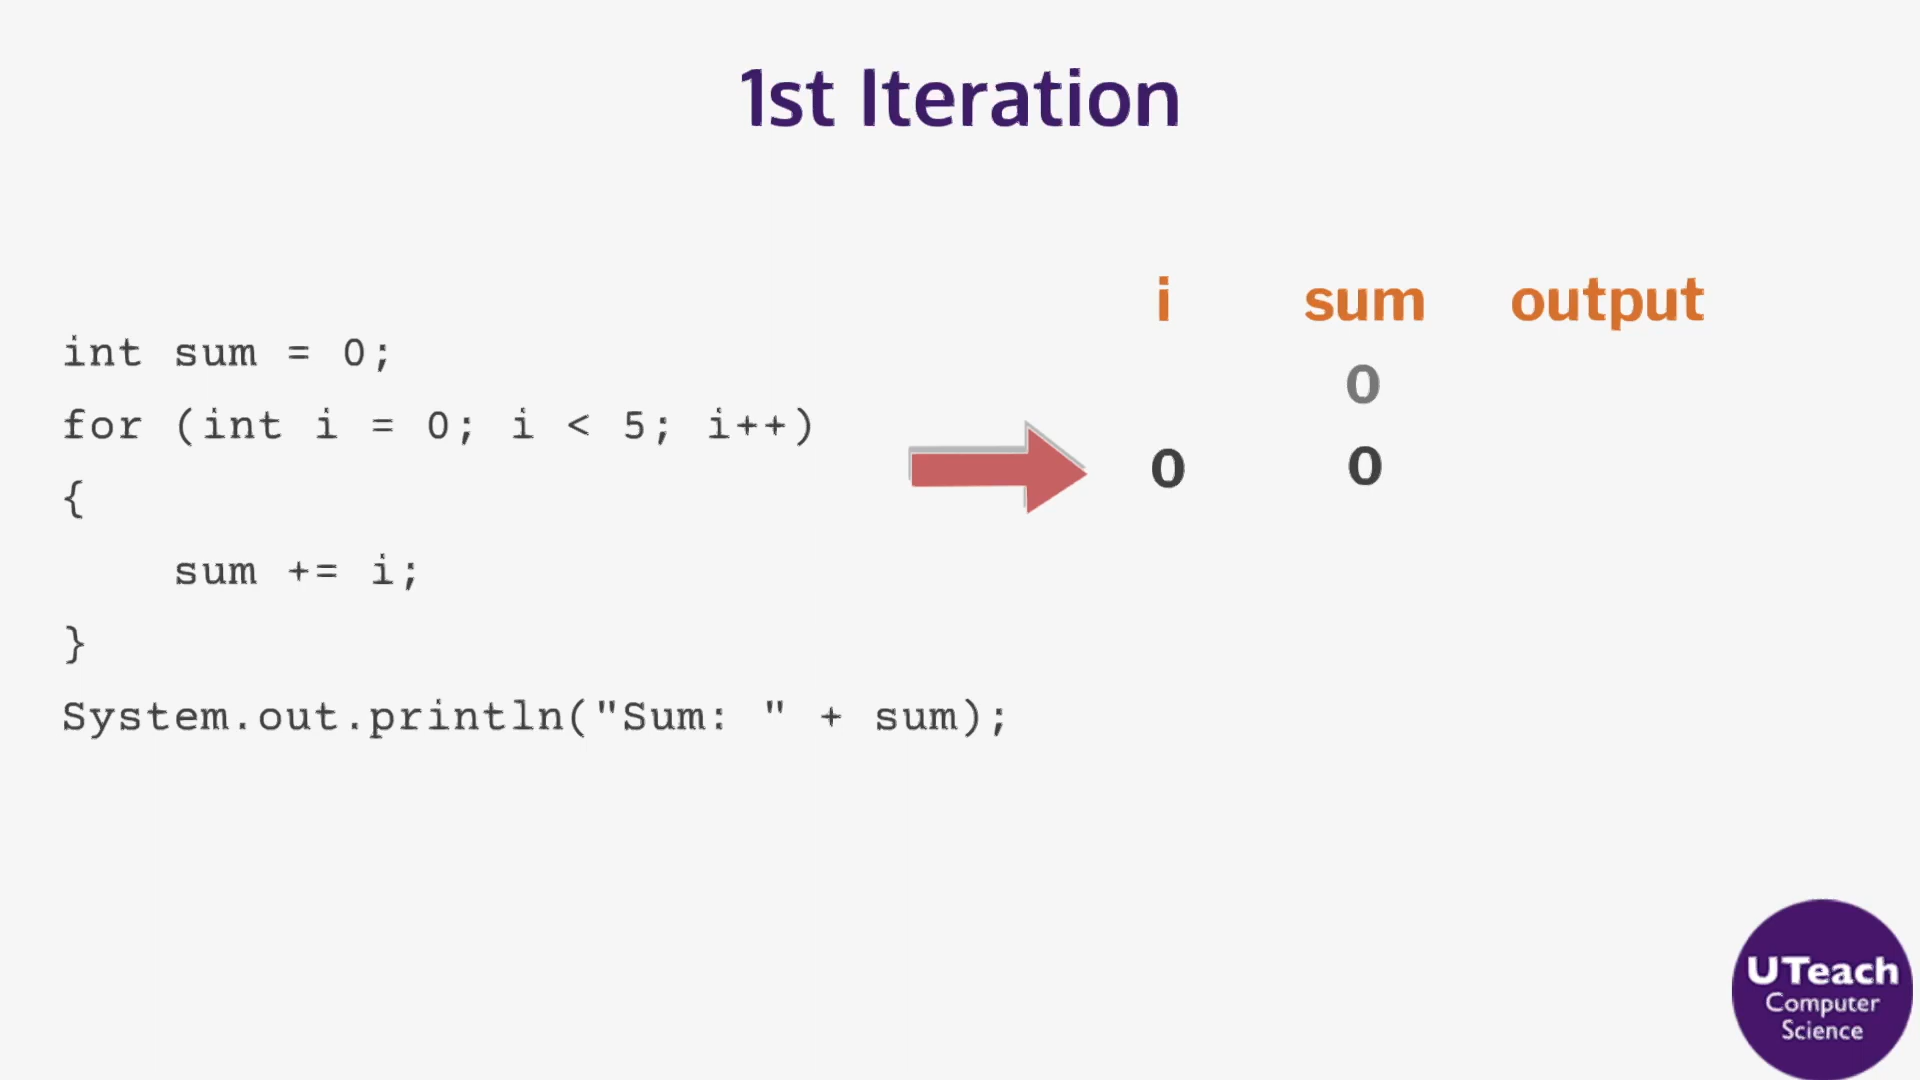 1st Iteration
int sum = 0;
for (int i = 0; i < 5; i++)
{
    sum += i;
}
System.out.println("Sum: " + sum);
i sum output
0
0 0
UTeach
Computer
Science